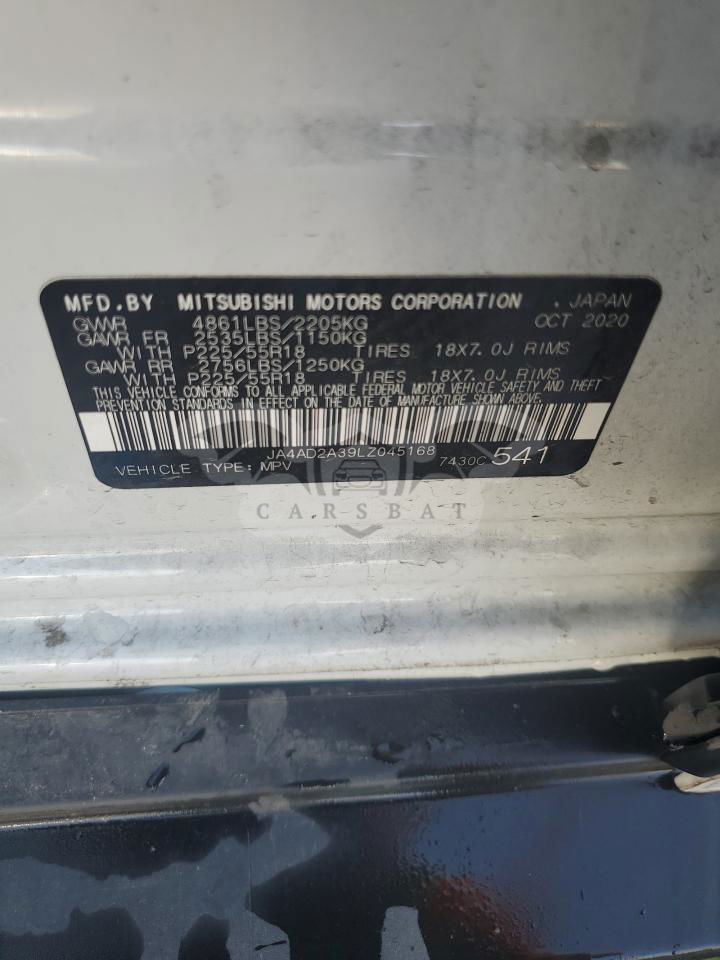 MFD.BY MITSUBISHI MOTORS CORPORATION . JAPAN
GVWR 4861LBS/2205KG OCT 2020
GAWR FR 2535LBS/1150KG
WITH P225/55R18 TIRES 18X7.0J RIMS
GAWR RR 2756LBS/1250KG
WITH P225/55R18 TIRES 18X7.0J RIMS
THIS VEHICLE CONFORMS TO ALL APPLICABLE FEDERAL MOTOR VEHICLE SAFETY AND THEFT
PREVENTION STANDARDS IN EFFECT ON THE DATE OF MANUFACTURE SHOWN ABOVE.
JA4AD2A39LZ045168
VEHICLE TYPE: MPV 7430C 541
CARSBAT